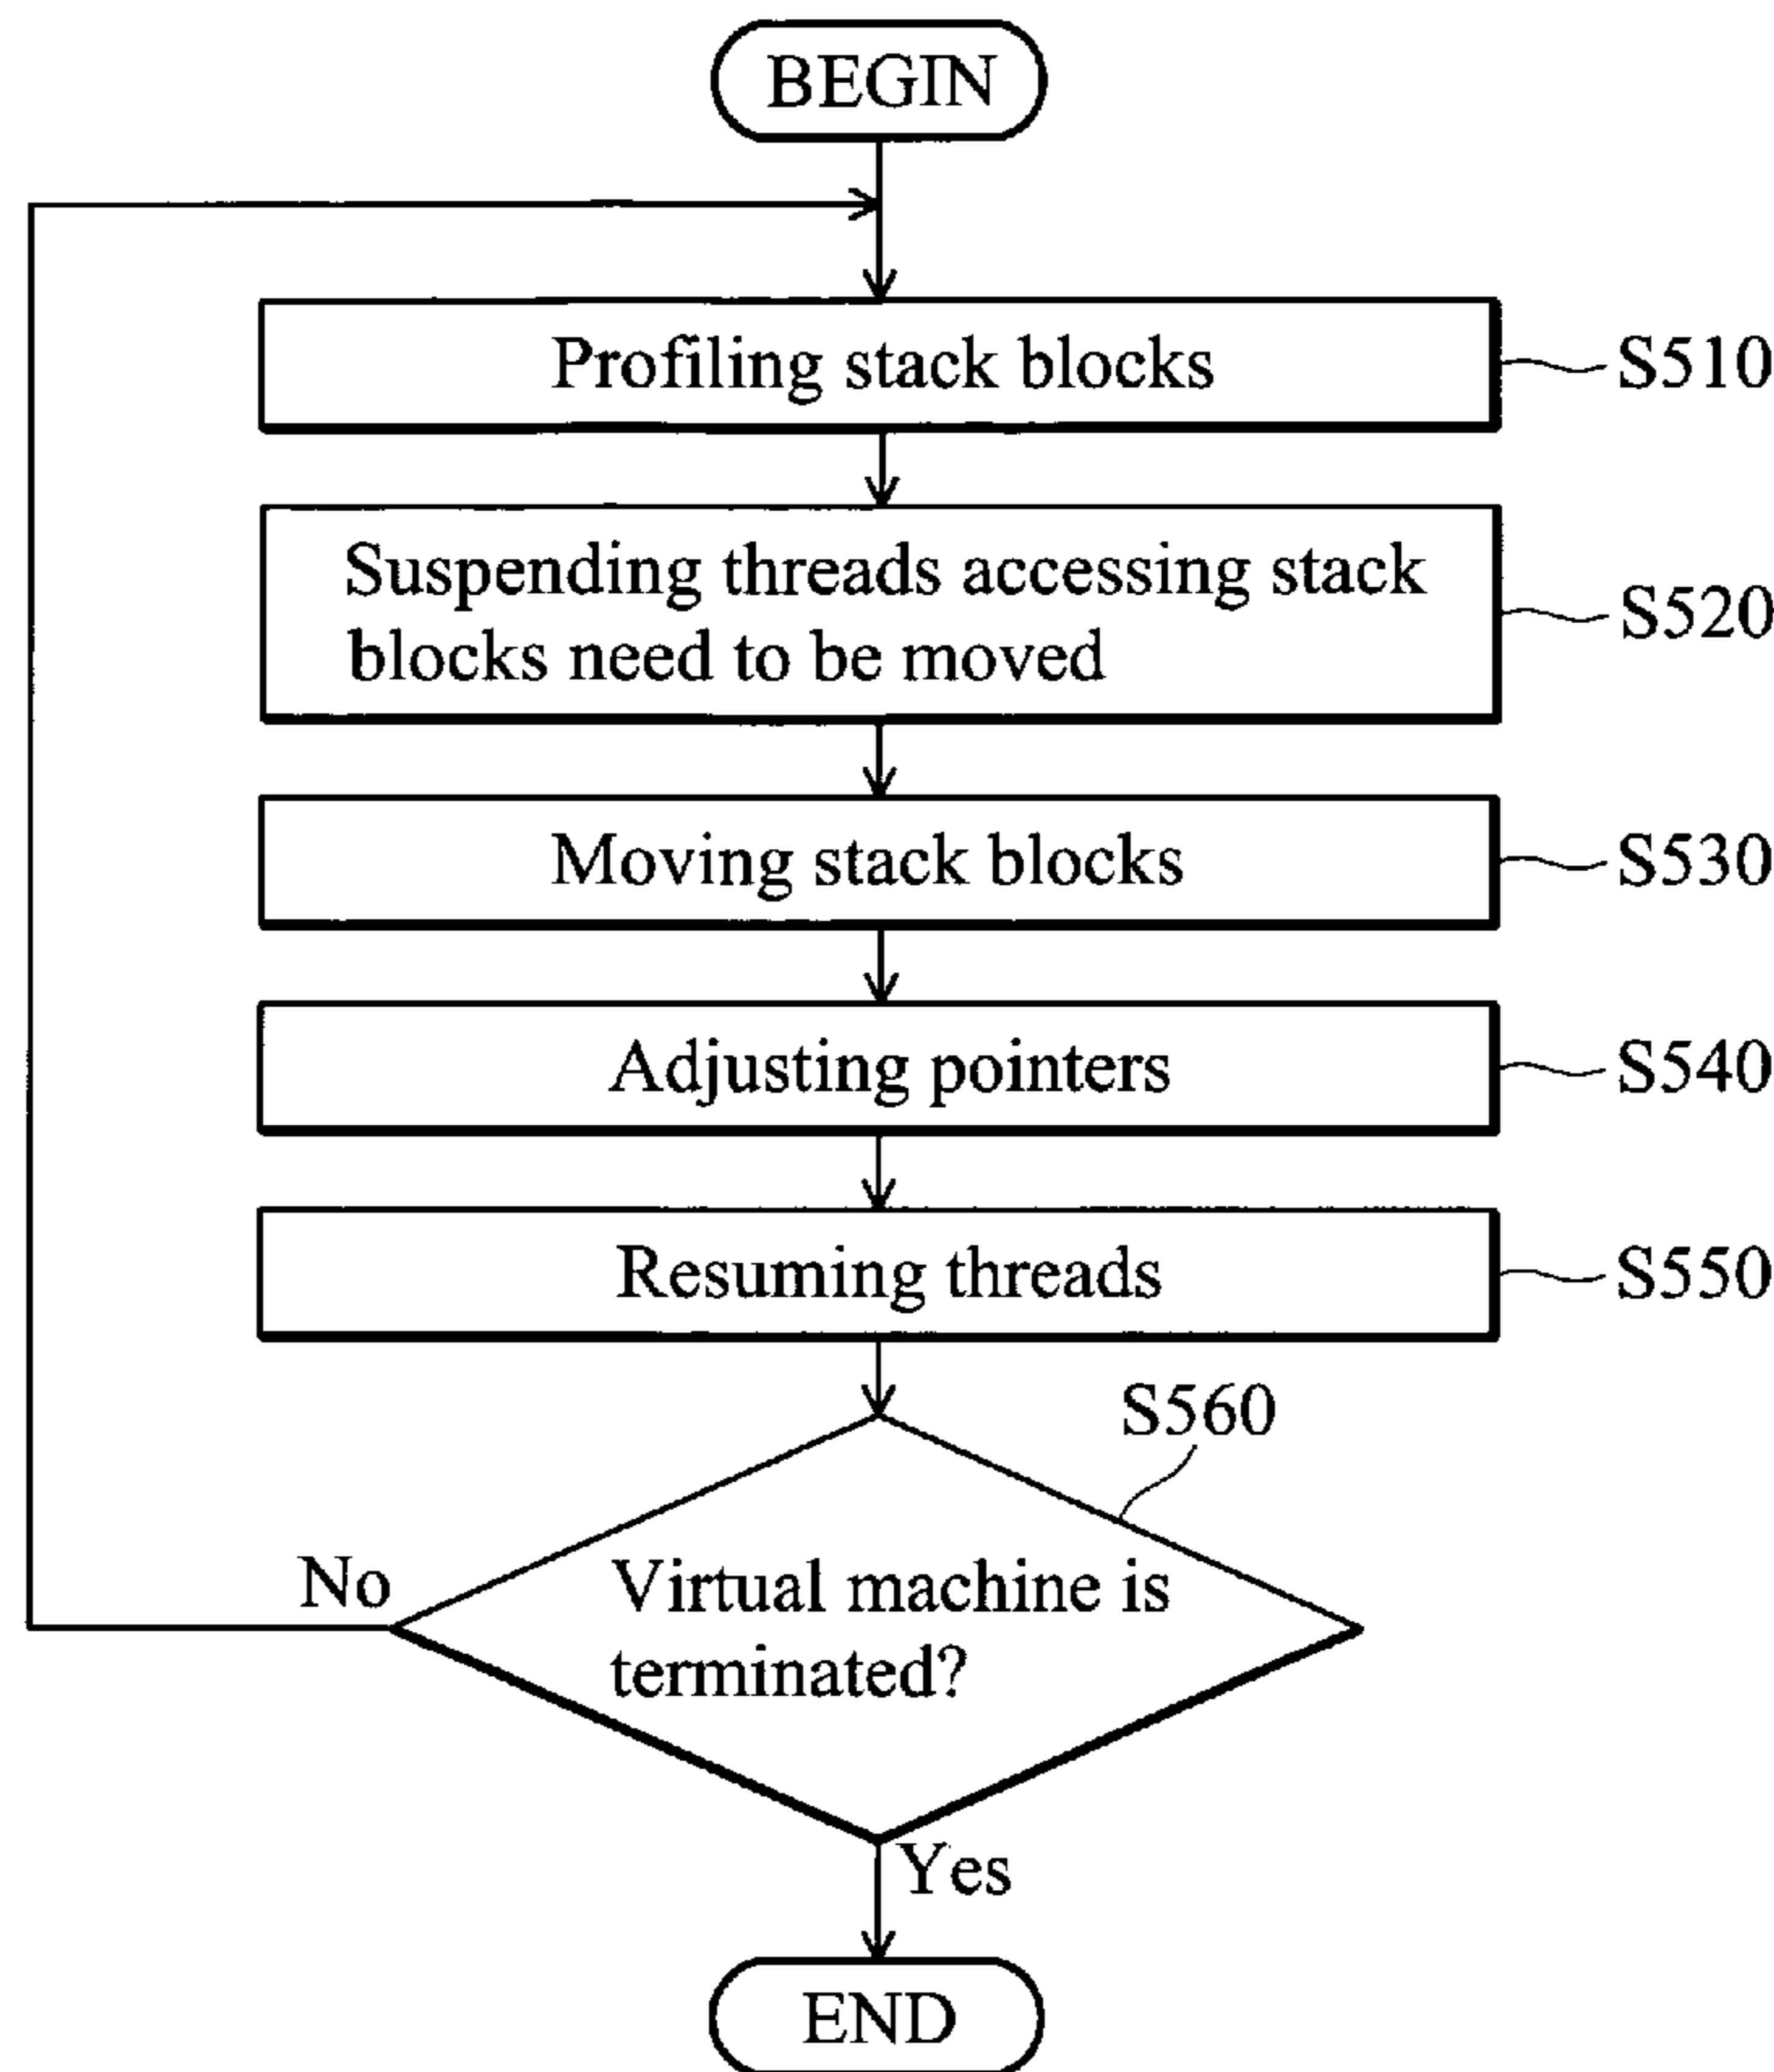 BEGIN
Profiling stack blocks
S510
Suspending threads accessing stack
blocks need to be moved
S520
Moving stack blocks
S530
Adjusting pointers
S540
Resuming threads
S550
S560
No
Virtual machine is
terminated?
Yes
END